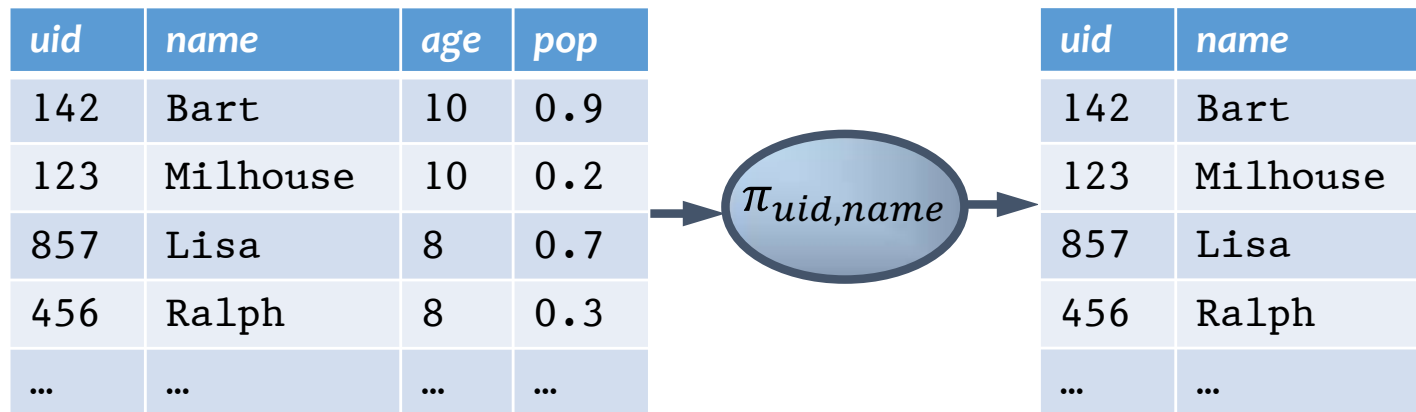 uid name age pop
142 Bart 10 0.9
123 Milhouse 10 0.2
857 Lisa 8 0.7
456 Ralph 8 0.3
... ... ... ...
π uid,name
uid name
142 Bart
123 Milhouse
857 Lisa
456 Ralph
... ...